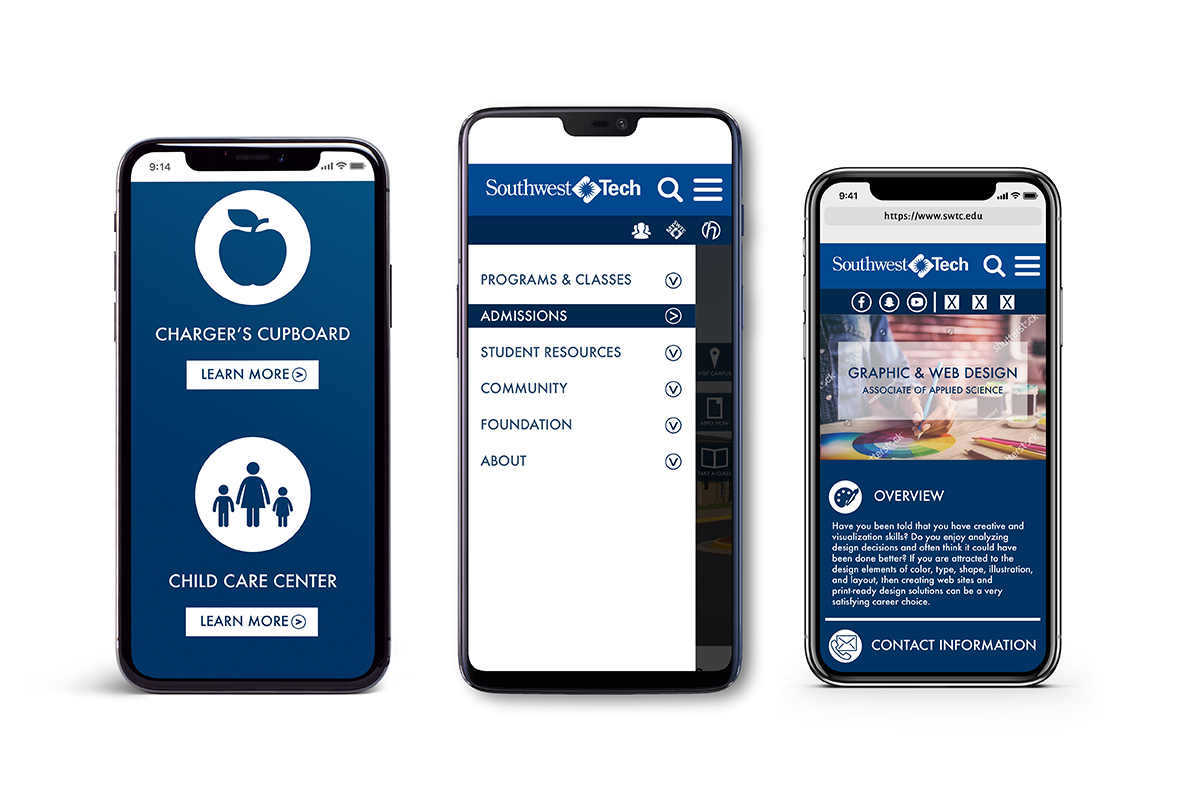 9:14
CHARGER'S CUPBOARD
LEARN MORE
CHILD CARE CENTER
LEARN MORE
Southwest Tech
PROGRAMS & CLASSES
ADMISSIONS
STUDENT RESOURCES
COMMUNITY
FOUNDATION
ABOUT
VISIT CAMPUS
APPLY NOW
TAKE A CLASS
9:41
https://www.swtc.edu
Southwest Tech
X X X
shutterstock
GRAPHIC & WEB DESIGN
ASSOCIATE OF APPLIED SCIENCE
shutterstock
OVERVIEW
Have you been told that you have creative and
visualization skills? Do you enjoy analyzing
design decisions and often think it could have
been done better? If you are attracted to the
design elements of color, type, shape, illustration,
and layout, then creating web sites and
print-ready design solutions can be a very
satisfying career choice.
CONTACT INFORMATION